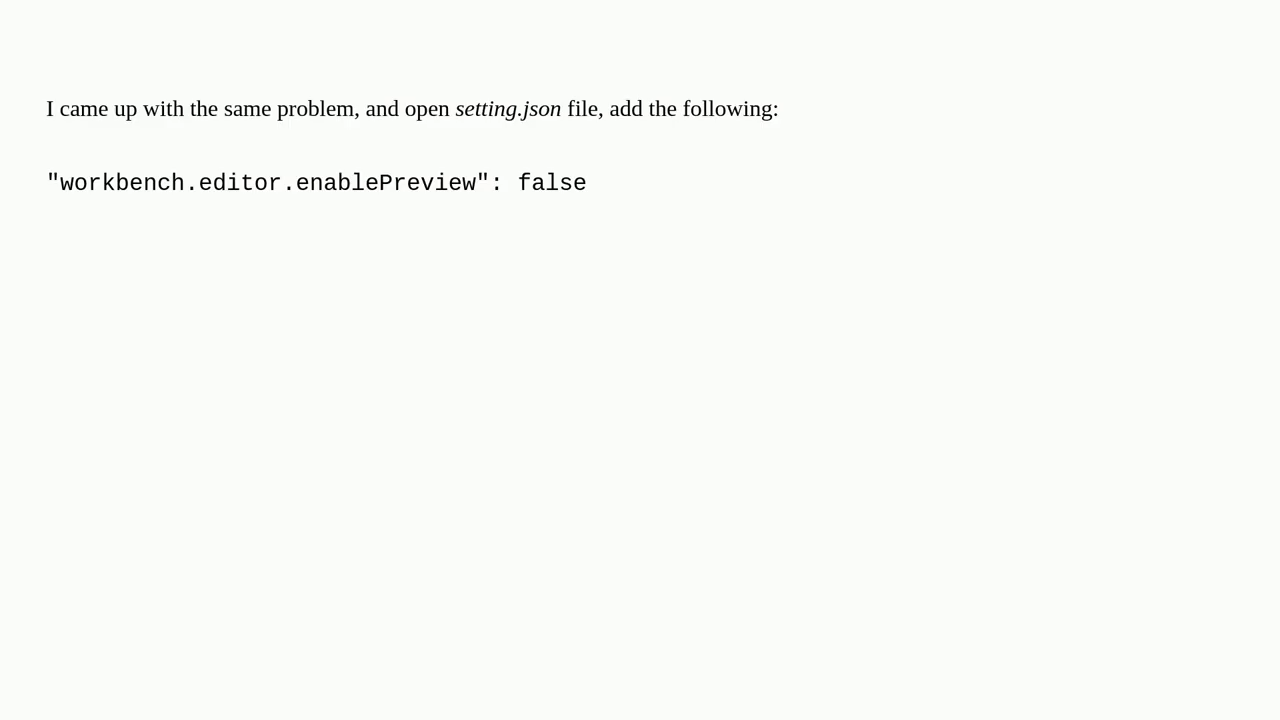 I came up with the same problem, and open setting.json file, add the following:
"workbench.editor.enablePreview": false